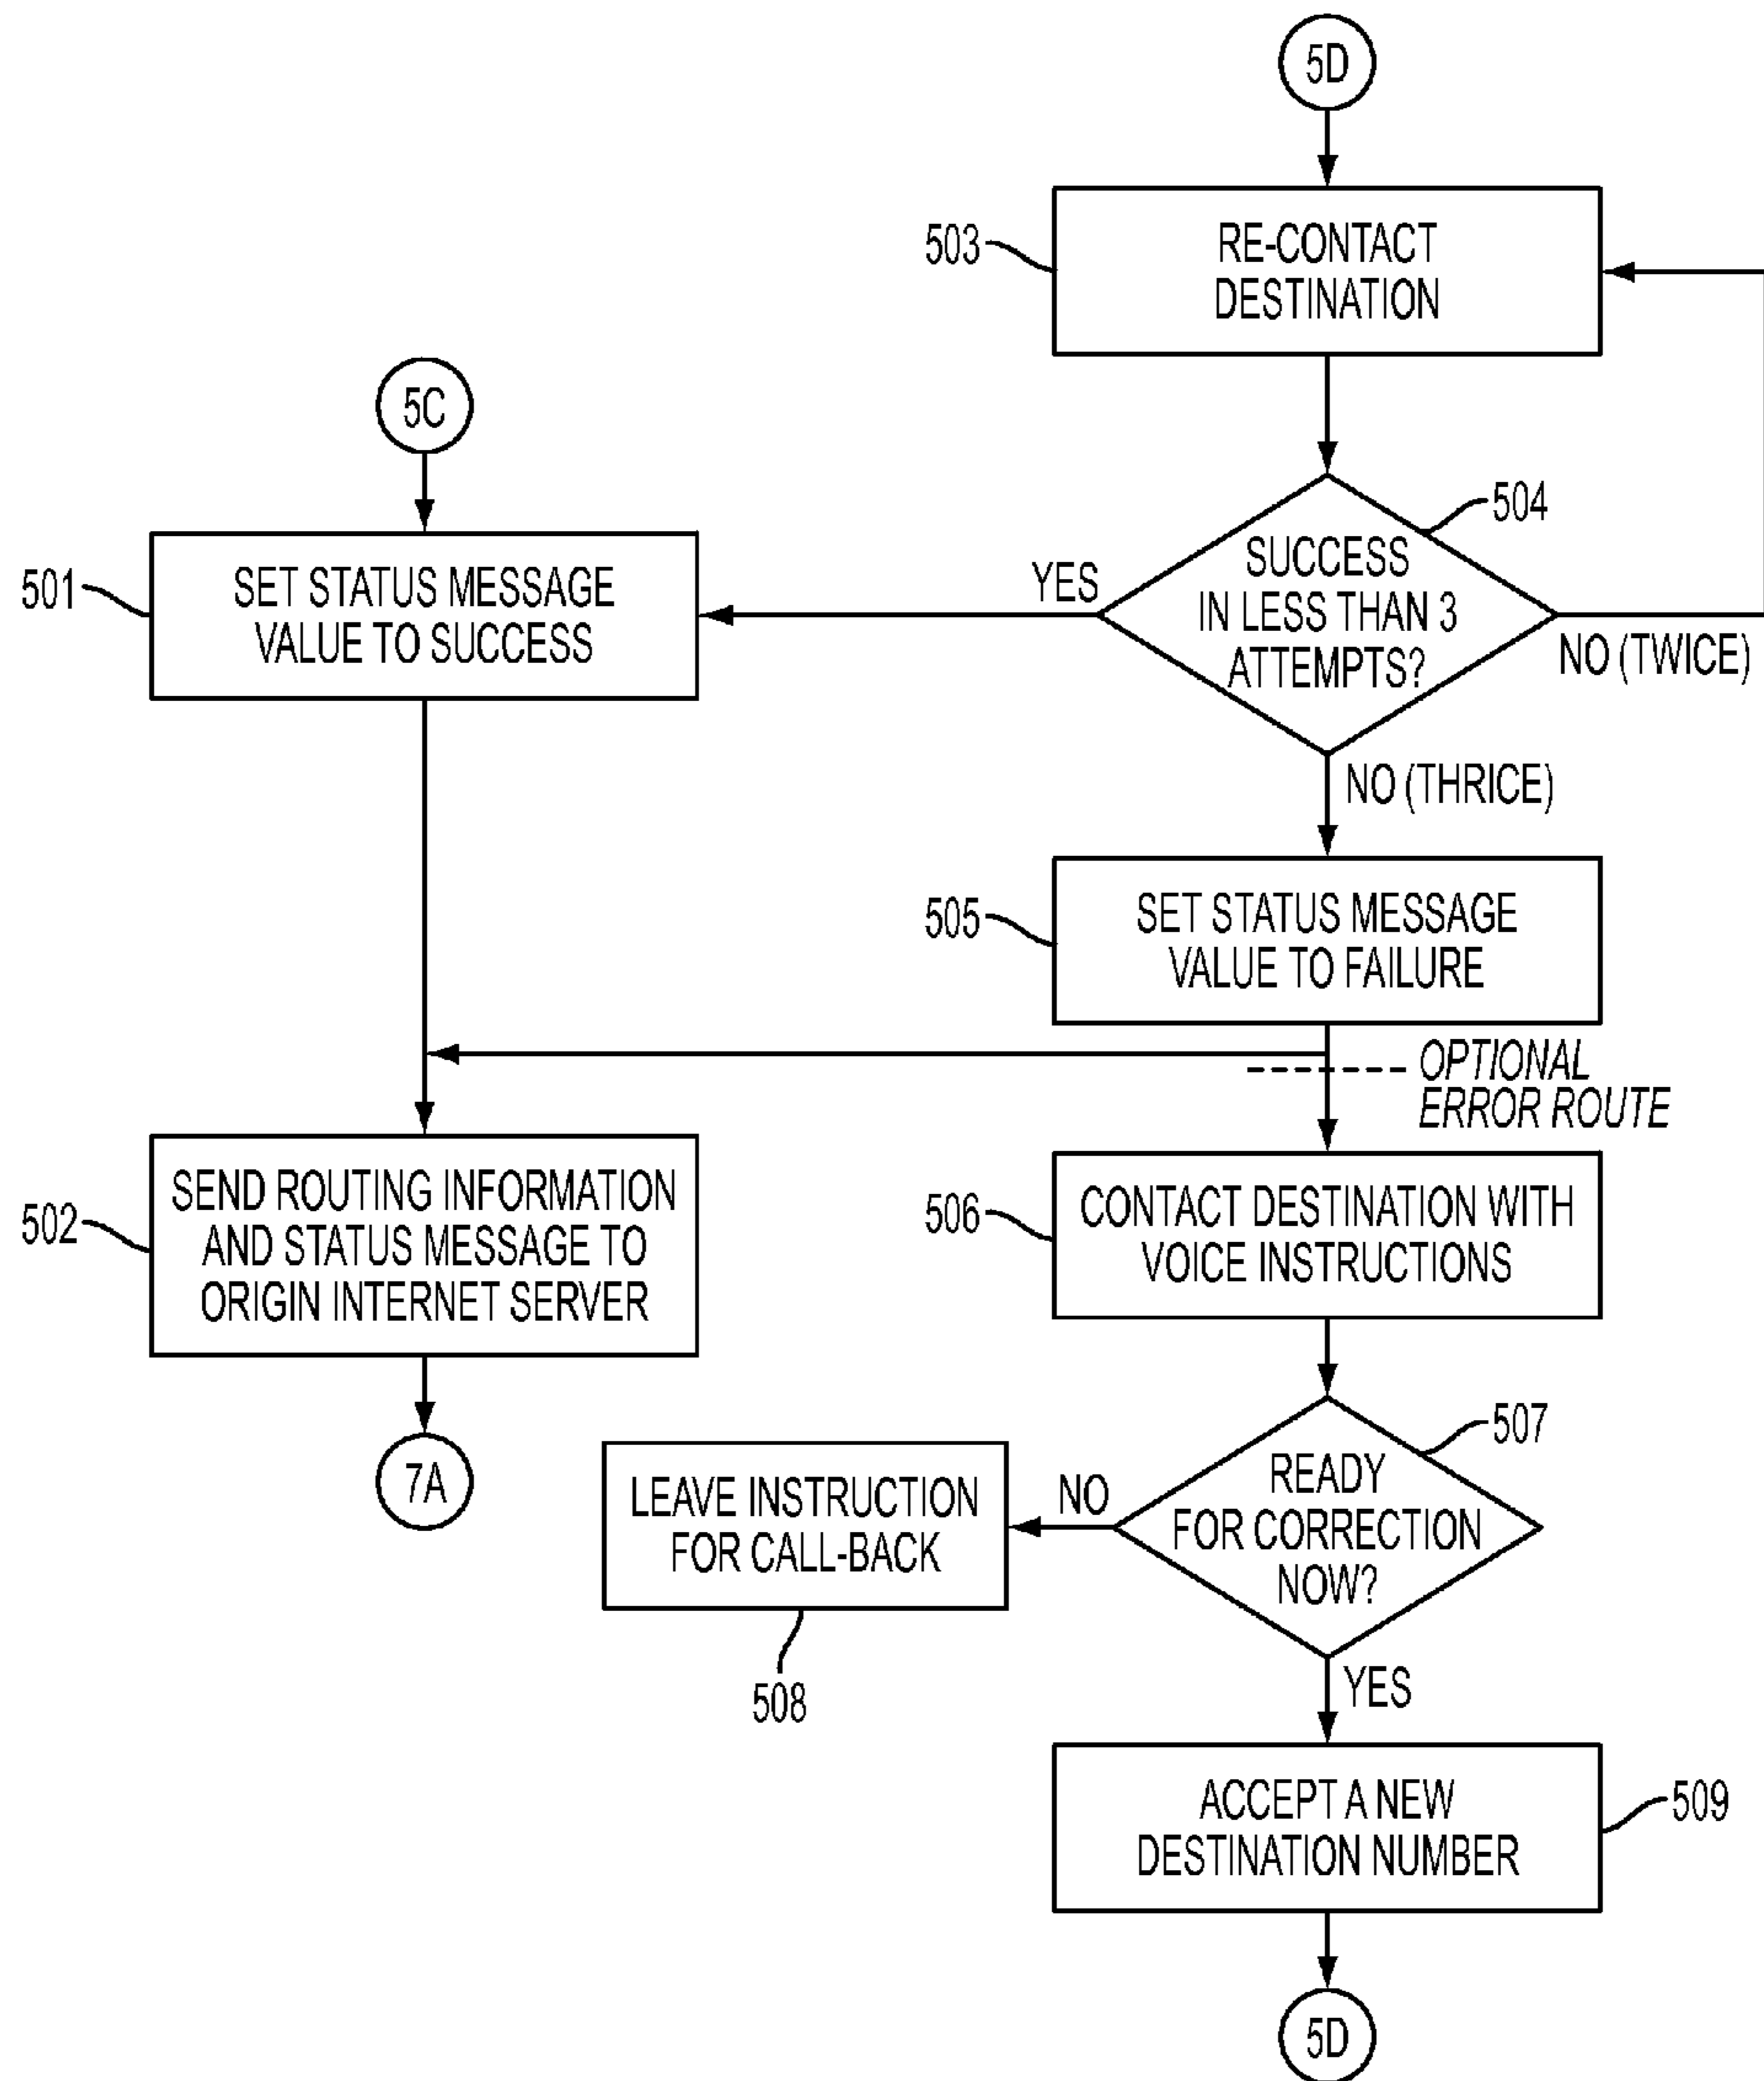 5D
503
RE-CONTACT
DESTINATION
5C
504
SUCCESS
IN LESS THAN 3
ATTEMPTS?
YES
NO (TWICE)
501
SET STATUS MESSAGE
VALUE TO SUCCESS
NO (THRICE)
505
SET STATUS MESSAGE
VALUE TO FAILURE
OPTIONAL
ERROR ROUTE
502
SEND ROUTING INFORMATION
AND STATUS MESSAGE TO
ORIGIN INTERNET SERVER
506
CONTACT DESTINATION WITH
VOICE INSTRUCTIONS
7A
507
READY
FOR CORRECTION
NOW?
NO
LEAVE INSTRUCTION
FOR CALL-BACK
508
YES
ACCEPT A NEW
DESTINATION NUMBER
509
5D